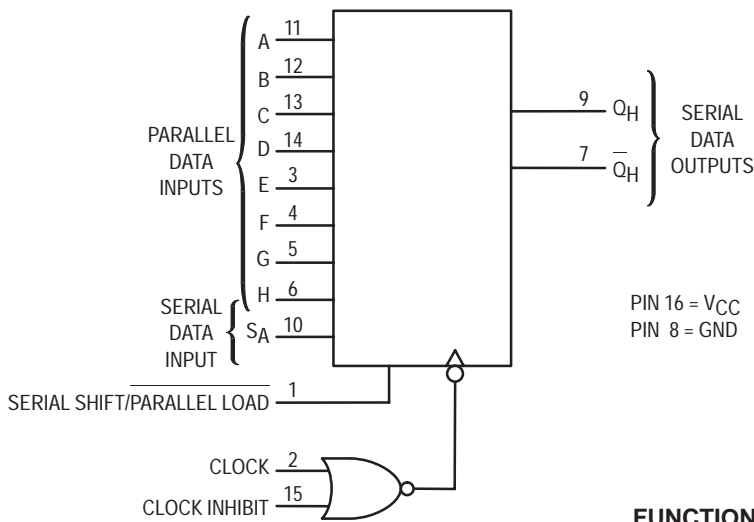 A 11
B 12
C 13
D 14
E 3
F 4
G 5
H 6
PARALLEL
DATA
INPUTS
SERIAL
DATA
INPUT
SA 10
9 QH
7 Q̅H
SERIAL
DATA
OUTPUTS
PIN 16 = VCC
PIN 8 = GND
SERIAL SHIFT/PARALLEL LOAD 1
CLOCK 2
CLOCK INHIBIT 15
FUNCTION